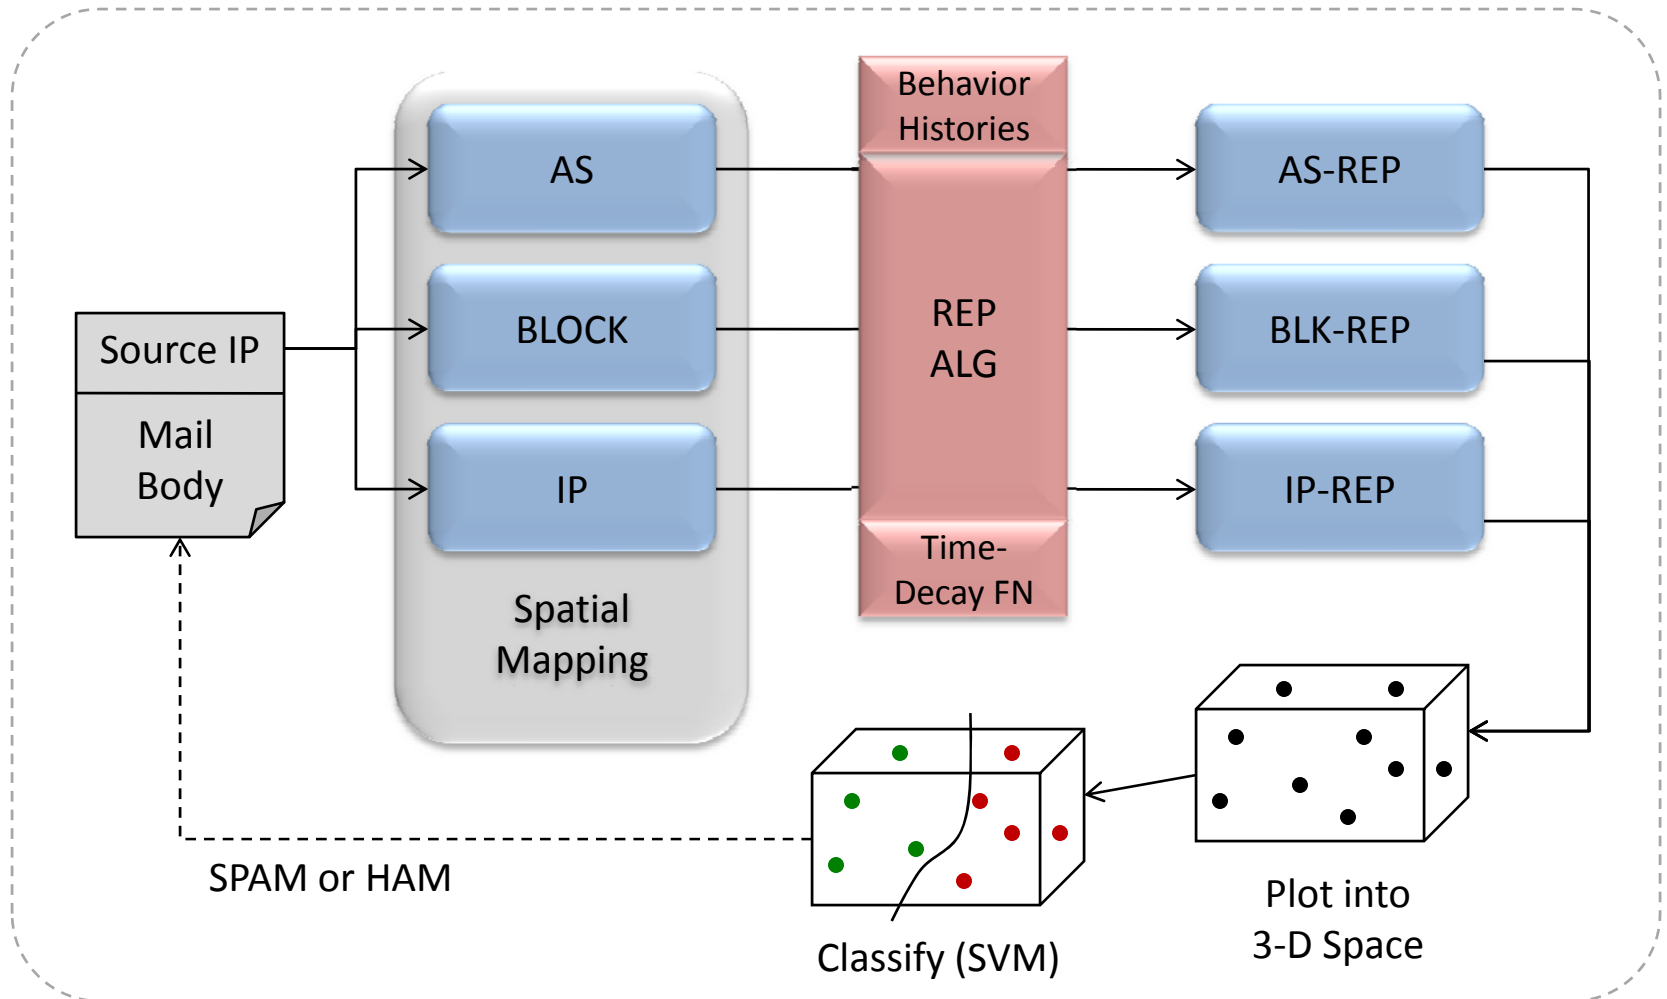 Behavior
Histories
AS
AS-REP
Source IP
Mail
Body
BLOCK
REP
ALG
BLK-REP
IP
IP-REP
Time-
Decay FN
Spatial
Mapping
SPAM or HAM
Classify (SVM)
Plot into
3-D Space